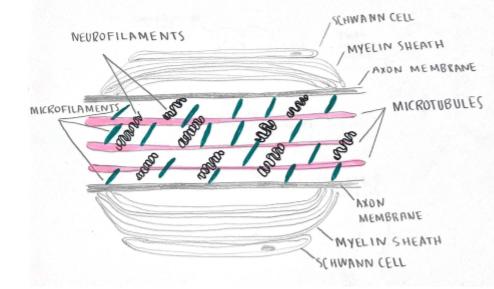 SCHWANN CELL
NEUROFILAMENTS
MYELIN SHEATH
AXON MEMBRANE
MICROFILAMENTS
MICROTUBULES
AXON
MEMBRANE
MYELIN SHEATH
SCHWANN CELL